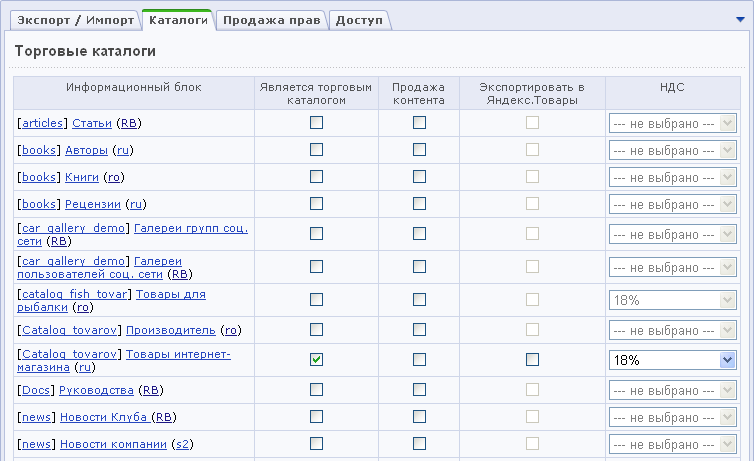 Экспорт / Импорт Каталоги Продажа прав Доступ
Торговые каталоги
Информационный блок Является торговым каталогом Продажа контента Экспортировать в Яндекс.Товары НДС
[articles] Статьи (RB) --- не выбрано ---
[books] Авторы (ru) --- не выбрано ---
[books] Книги (ro) --- не выбрано ---
[books] Рецензии (ru) --- не выбрано ---
[car_gallery_demo] Галереи групп соц.
сети (RB) --- не выбрано ---
[car_gallery_demo] Галереи
пользователей соц. сети (RB) --- не выбрано ---
[catalog_fish_tovar] Товары для
рыбалки (ro) 18%
[Catalog_tovarov] Производитель (ro) --- не выбрано ---
[Catalog_tovarov] Товары интернет-
магазина (ru) 18%
[Docs] Руководства (RB) --- не выбрано ---
[news] Новости Клуба (RB) --- не выбрано ---
[news] Новости компании (s2) --- не выбрано ---